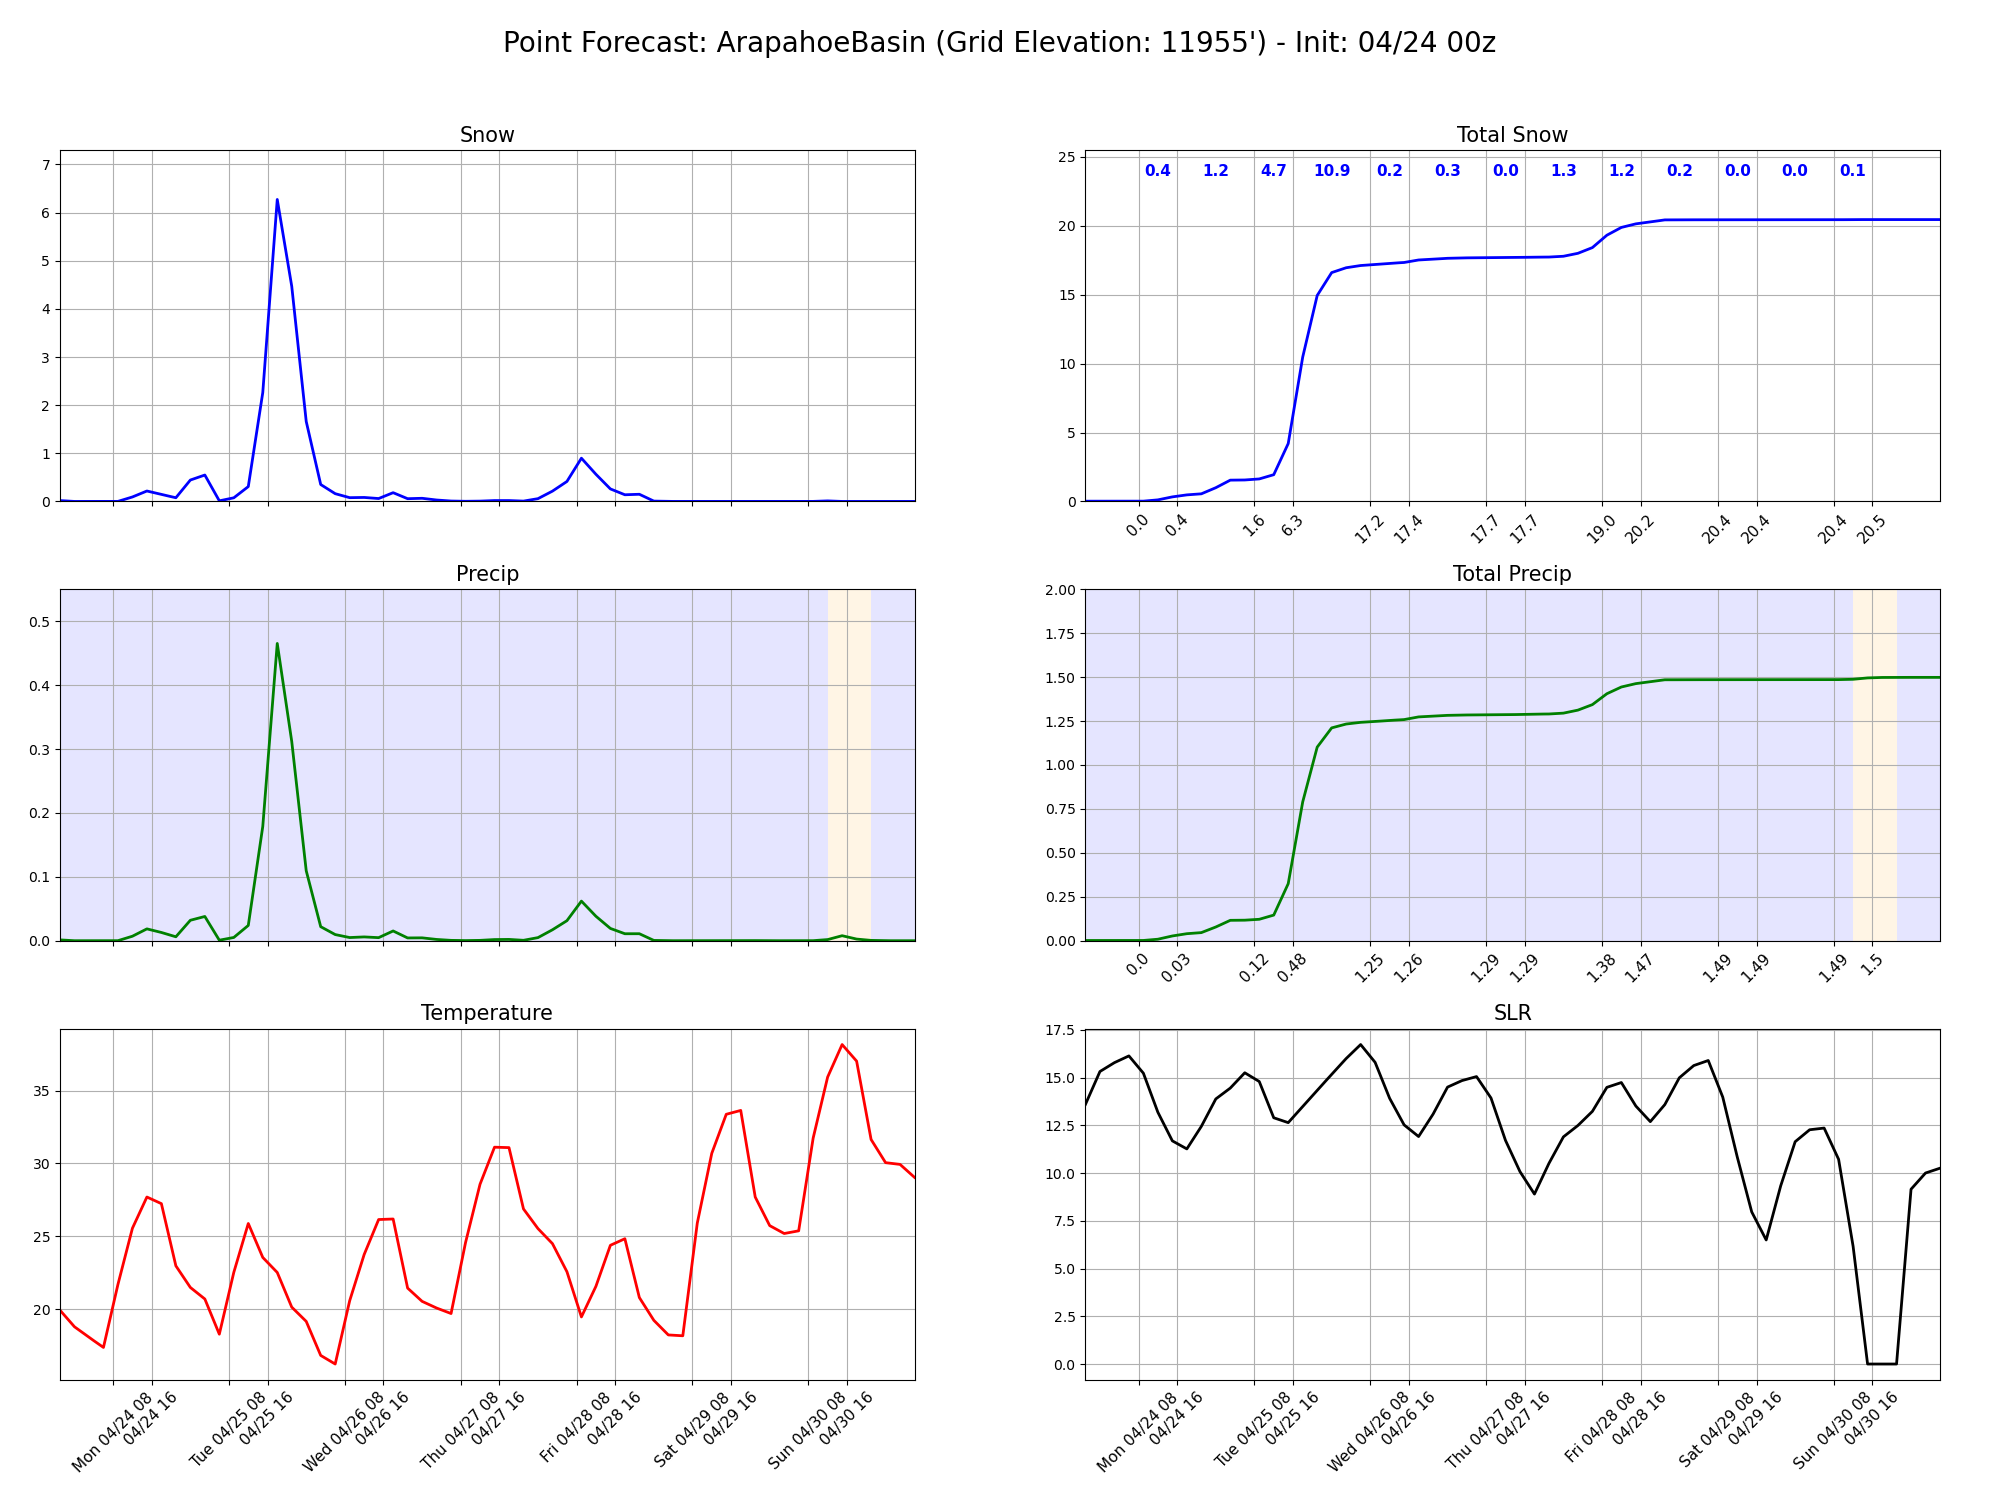 Point Forecast: ArapahoeBasin (Grid Elevation: 11955') - Init: 04/24 00z
Snow
7
6
5
4
3
2
1
0
Total Snow
25
20
15
10
5
0
0.4 1.2 4.7 10.9 0.2 0.3 0.0 1.3 1.2 0.2 0.0 0.0 0.1
0.0 0.4 1.6 6.3 17.2 17.4 17.7 17.7 19.0 20.2 20.4 20.4 20.4 20.5
Precip
0.5
0.4
0.3
0.2
0.1
0.0
Total Precip
2.00
1.75
1.50
1.25
1.00
0.75
0.50
0.25
0.00
0.0 0.03 0.12 0.48 1.25 1.26 1.29 1.29 1.38 1.47 1.49 1.49 1.49 1.5
Temperature
35
30
25
20
Mon 04/24 08
04/24 16
Tue 04/25 08
04/25 16
Wed 04/26 08
04/26 16
Thu 04/27 08
04/27 16
Fri 04/28 08
04/28 16
Sat 04/29 08
04/29 16
Sun 04/30 08
04/30 16
SLR
17.5
15.0
12.5
10.0
7.5
5.0
2.5
0.0
Mon 04/24 08
04/24 16
Tue 04/25 08
04/25 16
Wed 04/26 08
04/26 16
Thu 04/27 08
04/27 16
Fri 04/28 08
04/28 16
Sat 04/29 08
04/29 16
Sun 04/30 08
04/30 16